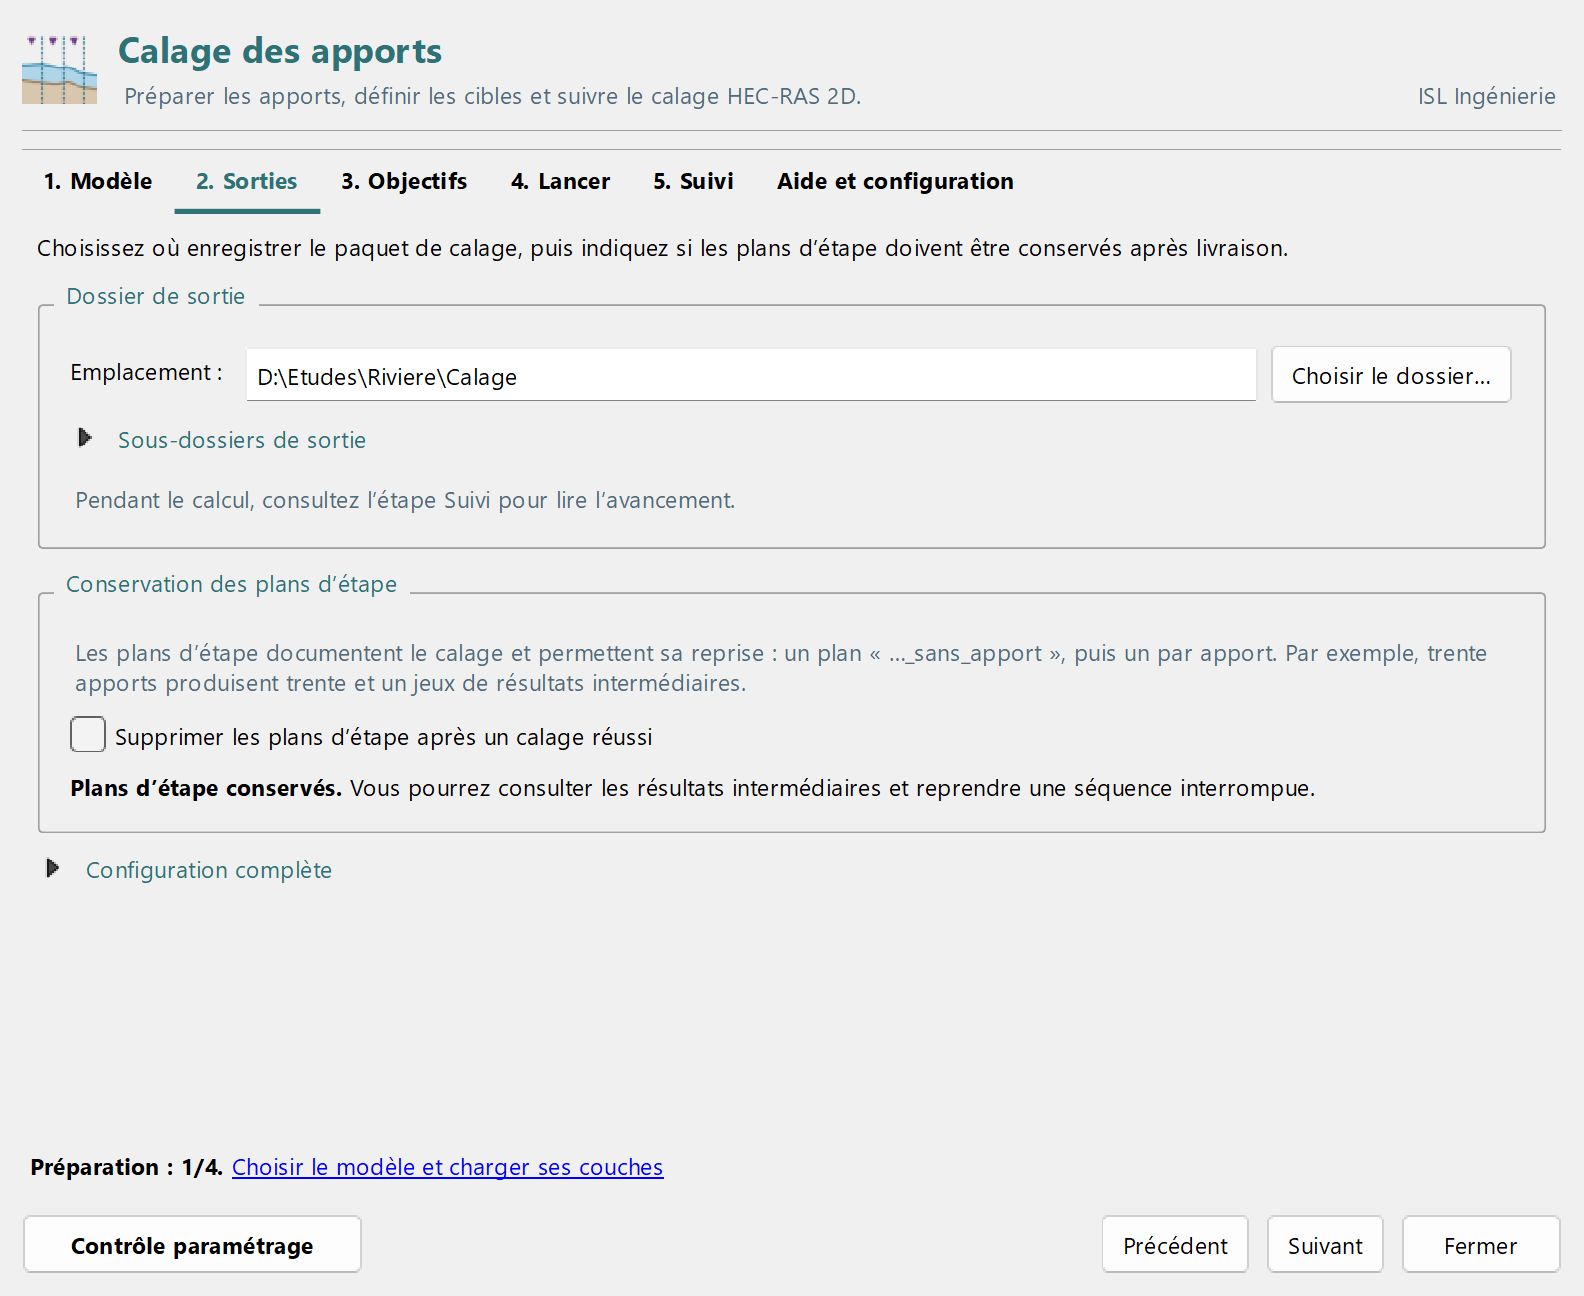 Calage des apports
Préparer les apports, définir les cibles et suivre le calage HEC-RAS 2D.
ISL Ingénierie
1. Modèle
2. Sorties
3. Objectifs
4. Lancer
5. Suivi
Aide et configuration
Choisissez où enregistrer le paquet de calage, puis indiquez si les plans d’étape doivent être conservés après livraison.
Dossier de sortie
Emplacement :
D:\Etudes\Riviere\Calage
Choisir le dossier...
Sous-dossiers de sortie
Pendant le calcul, consultez l’étape Suivi pour lire l’avancement.
Conservation des plans d’étape
Les plans d’étape documentent le calage et permettent sa reprise : un plan « ..._sans_apport », puis un par apport. Par exemple, trente
apports produisent trente et un jeux de résultats intermédiaires.
Supprimer les plans d’étape après un calage réussi
Plans d’étape conservés. Vous pourrez consulter les résultats intermédiaires et reprendre une séquence interrompue.
Configuration complète
Préparation : 1/4. Choisir le modèle et charger ses couches
Contrôle paramétrage
Précédent
Suivant
Fermer